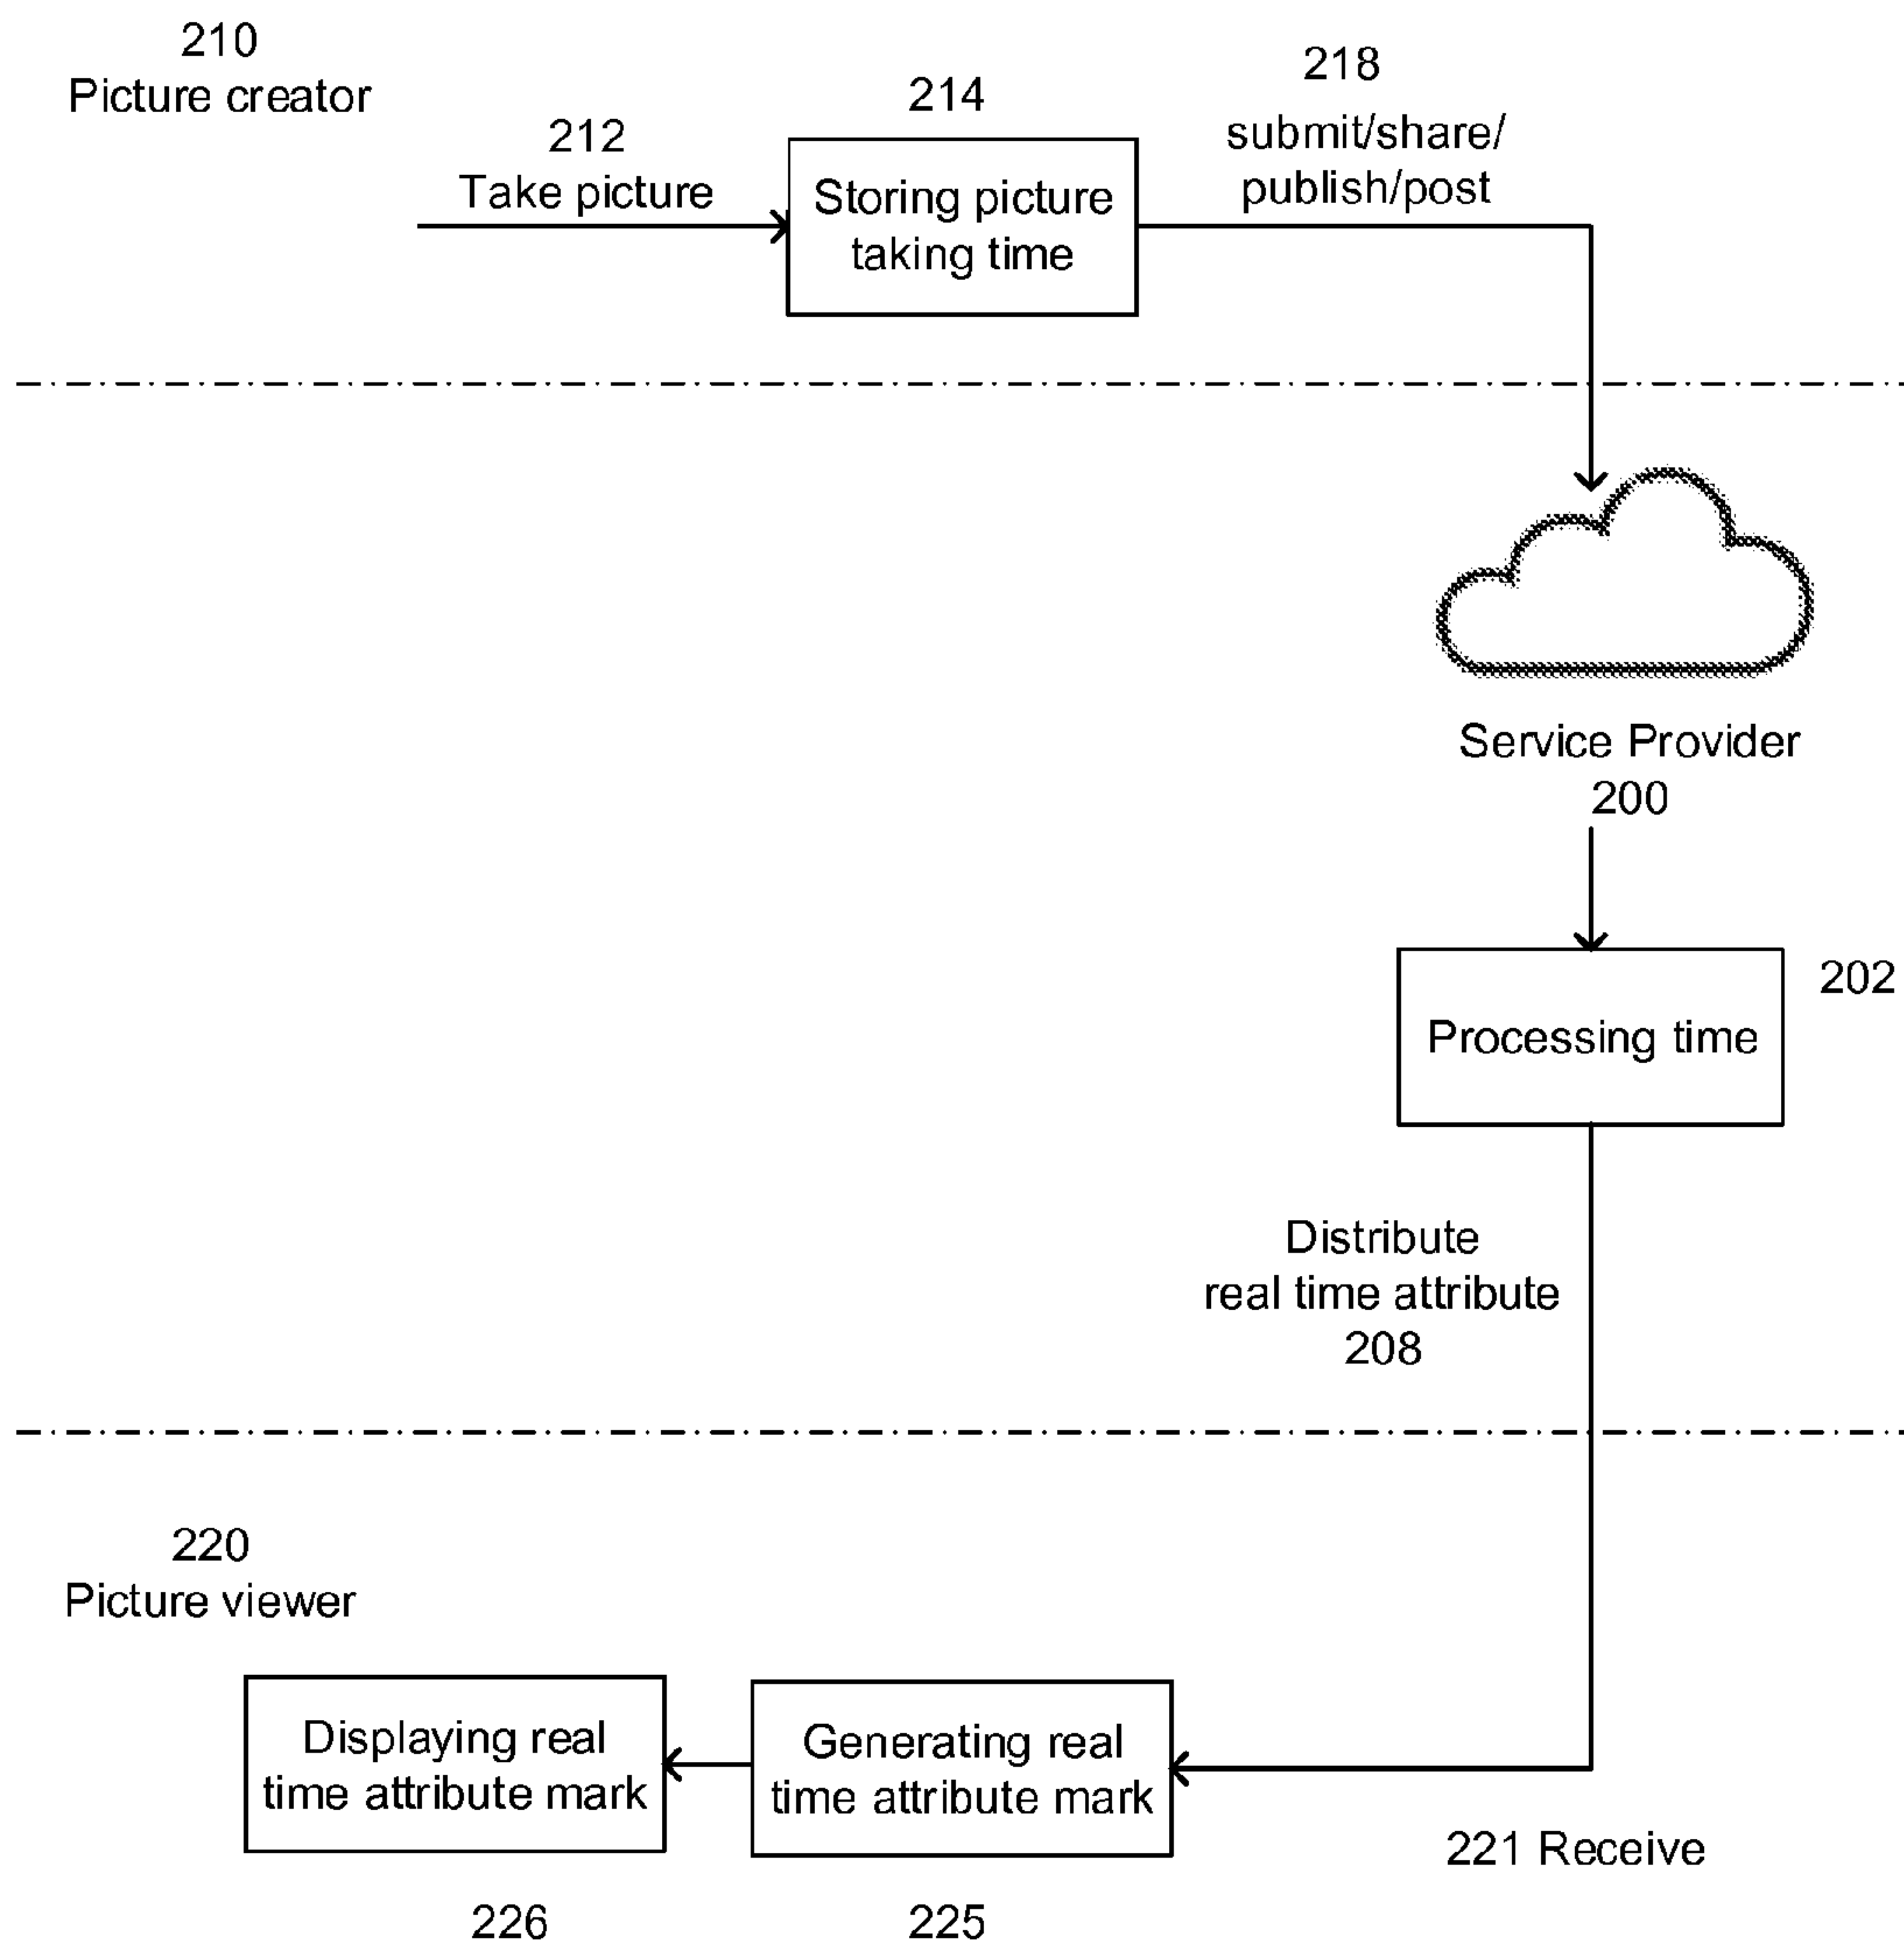 210
Picture creator
212
Take picture
214
Storing picture
taking time
218
submit/share/
publish/post
Service Provider
200
202
Processing time
Distribute
real time attribute
208
220
Picture viewer
Displaying real
time attribute mark
226
Generating real
time attribute mark
225
221 Receive